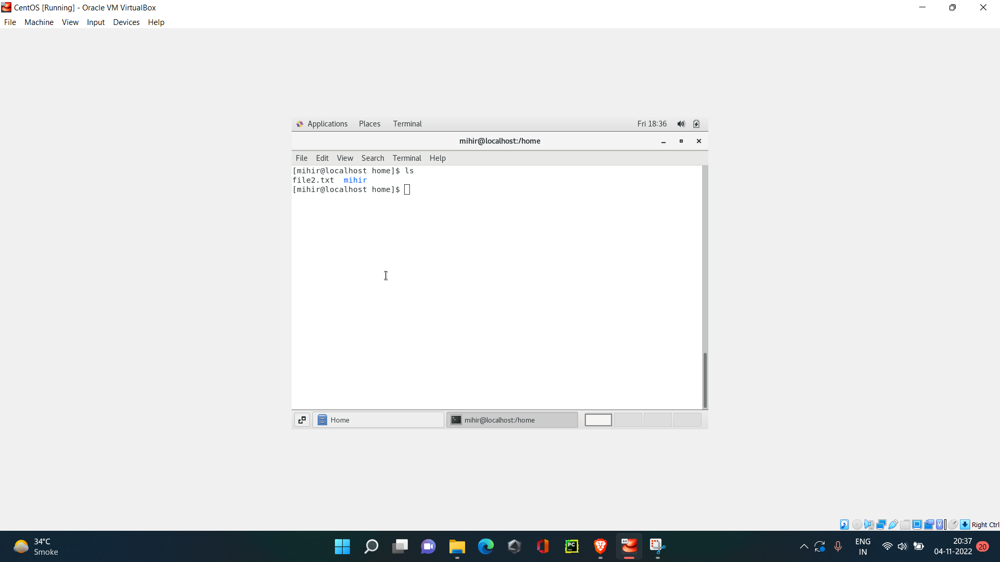 CentOS [Running] - Oracle VM VirtualBox
File Machine View Input Devices Help
Applications Places Terminal Fri 18:36
mihir@localhost:/home
File Edit View Search Terminal Help
[mihir@localhost home]$ ls
file2.txt mihir
[mihir@localhost home]$
Home mihir@localhost:/home
Right Ctrl
34°C
Smoke
64
PC
ENG
IN
20:37
04-11-2022
20